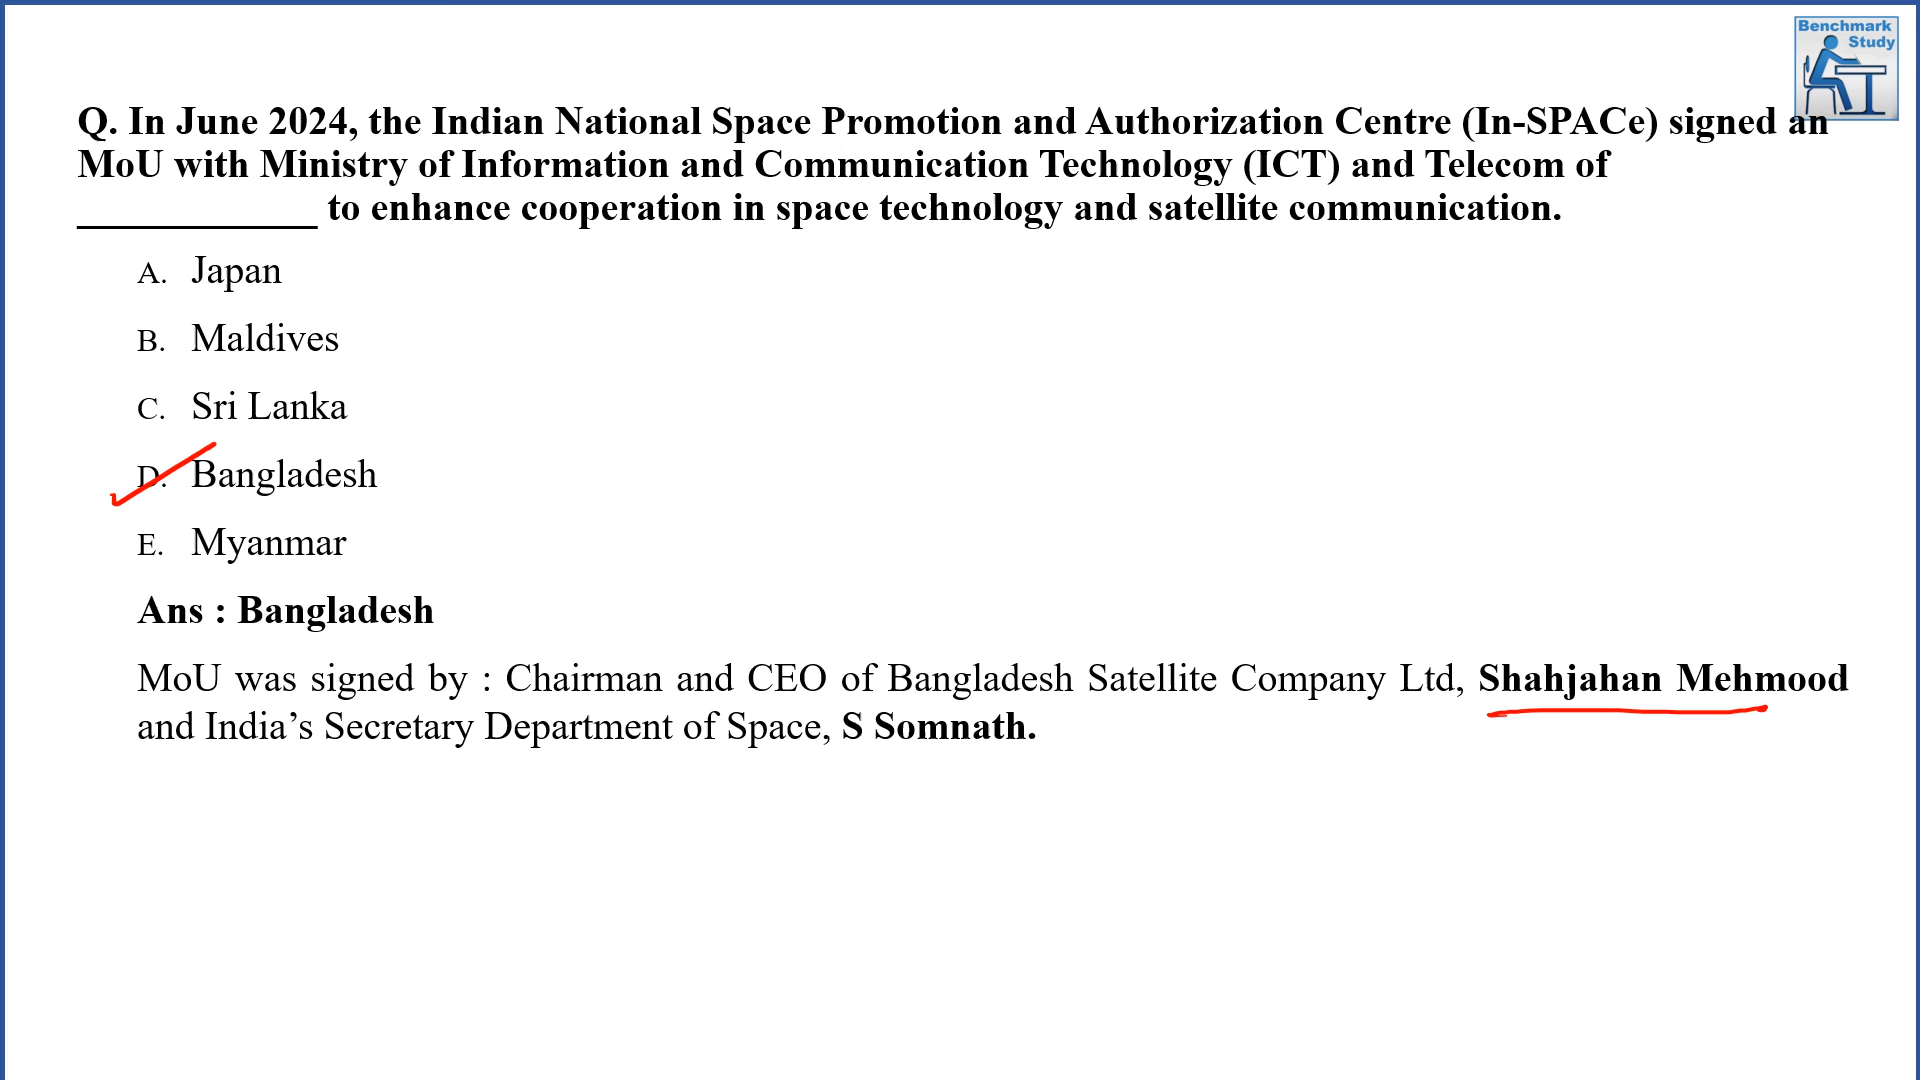 Benchmark
Study
Q. In June 2024, the Indian National Space Promotion and Authorization Centre (In-SPACe) signed an
MoU with Ministry of Information and Communication Technology (ICT) and Telecom of
____________ to enhance cooperation in space technology and satellite communication.
A. Japan
B. Maldives
C. Sri Lanka
D. Bangladesh
E. Myanmar
Ans : Bangladesh
MoU was signed by : Chairman and CEO of Bangladesh Satellite Company Ltd, Shahjahan Mehmood
and India’s Secretary Department of Space, S Somnath.